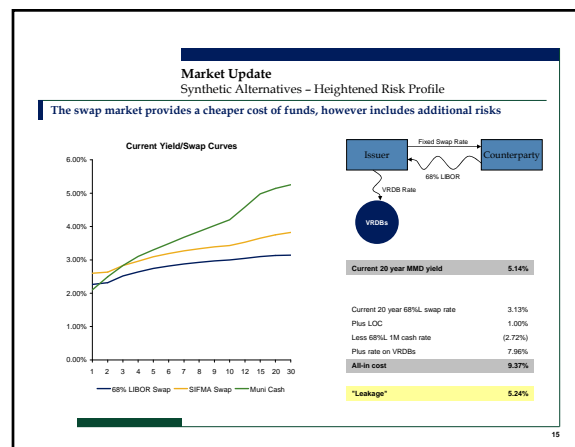 Market Update
Synthetic Alternatives – Heightened Risk Profile
The swap market provides a cheaper cost of funds, however includes additional risks
Current Yield/Swap Curves
6.00%
5.00%
4.00%
3.00%
2.00%
1.00%
0.00%
1 2 3 4 5 6 7 8 9 10 12 15 20 30
68% LIBOR Swap SIFMA Swap Muni Cash
Issuer
Fixed Swap Rate
Counterparty
68% LIBOR
VRDB Rate
VRDBs
Current 20 year MMD yield 5.14%
Current 20 year 68%L swap rate 3.13%
Plus LOC 1.00%
Less 68%L 1M cash rate (2.72%)
Plus rate on VRDBs 7.96%
All-in cost 9.37%
"Leakage" 5.24%
15